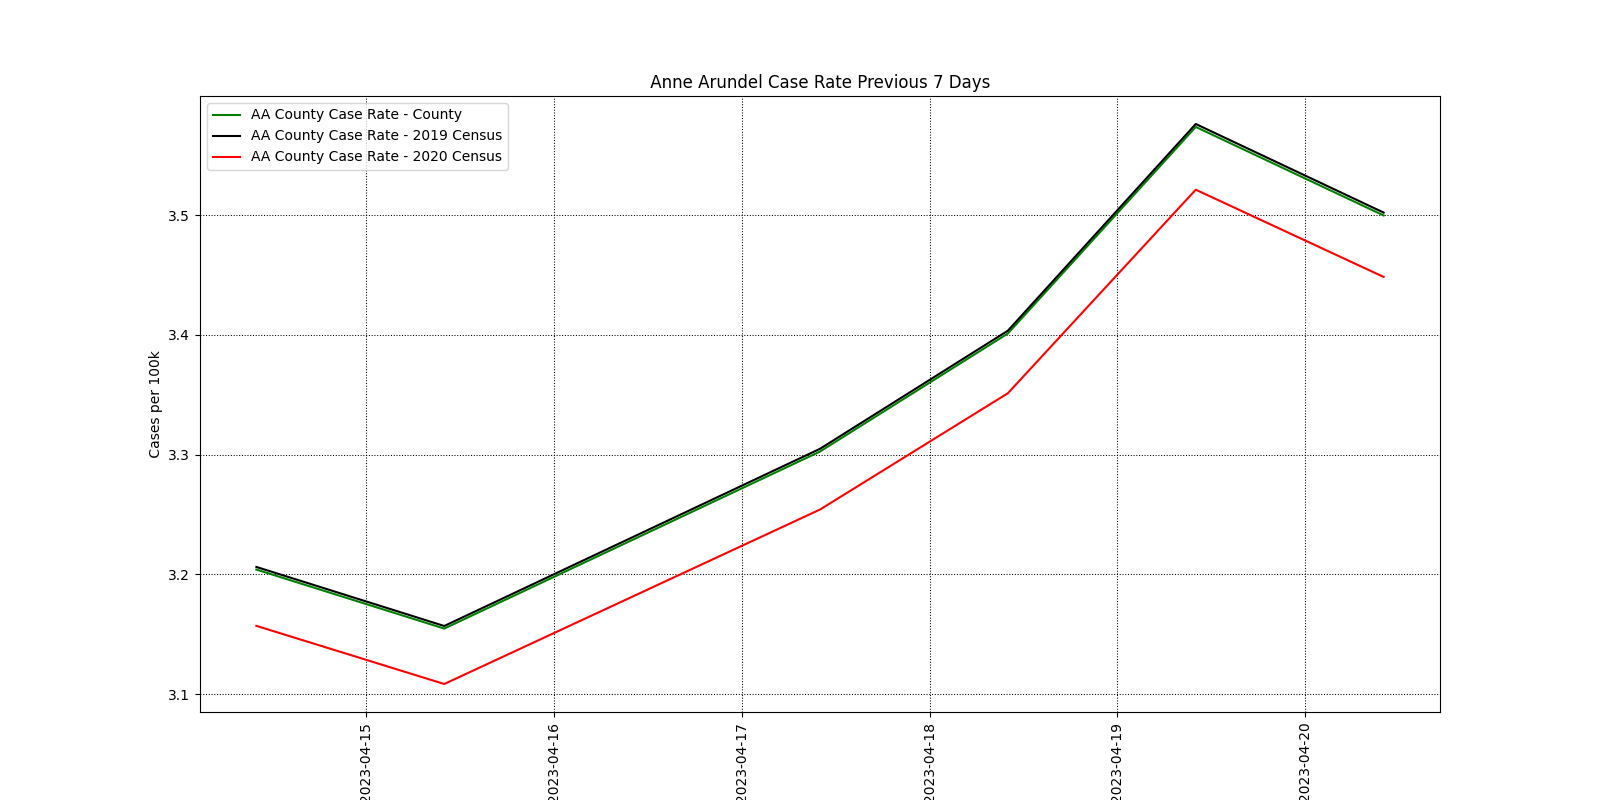 Anne Arundel Case Rate Previous 7 Days
AA County Case Rate - County
AA County Case Rate - 2019 Census
AA County Case Rate - 2020 Census
Cases per 100k
3.5
3.4
3.3
3.2
3.1
2023-04-15
2023-04-16
2023-04-17
2023-04-18
2023-04-19
2023-04-20